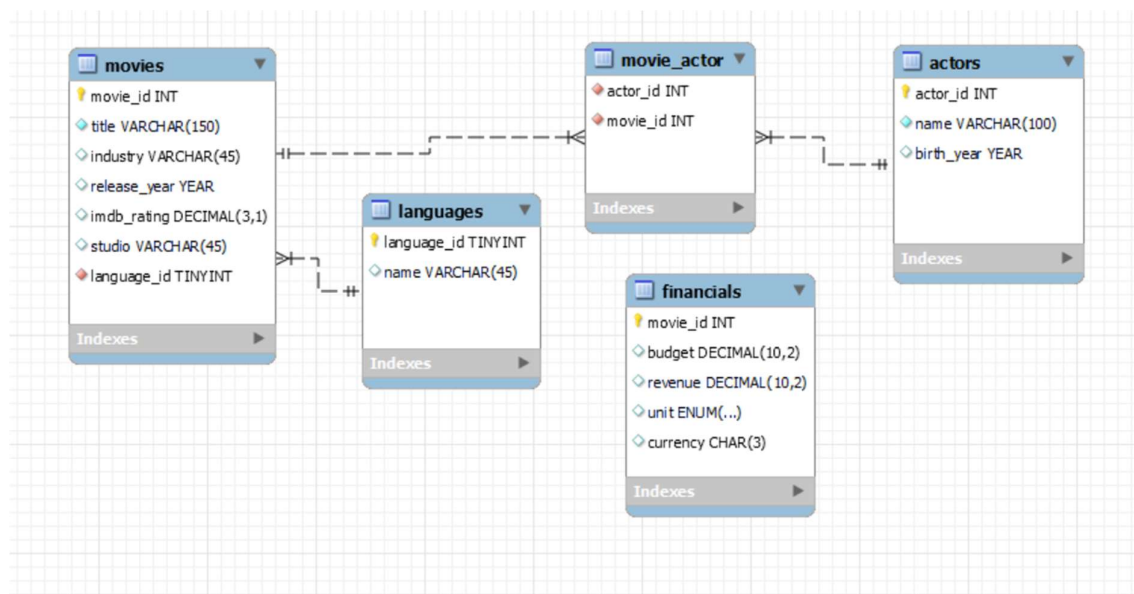 movies
movie_id INT
title VARCHAR(150)
industry VARCHAR(45)
release_year YEAR
imdb_rating DECIMAL(3,1)
studio VARCHAR(45)
language_id TINYINT
Indexes
languages
language_id TINYINT
name VARCHAR(45)
Indexes
movie_actor
actor_id INT
movie_id INT
Indexes
actors
actor_id INT
name VARCHAR(100)
birth_year YEAR
Indexes
financials
movie_id INT
budget DECIMAL(10,2)
revenue DECIMAL(10,2)
unit ENUM(...)
currency CHAR(3)
Indexes